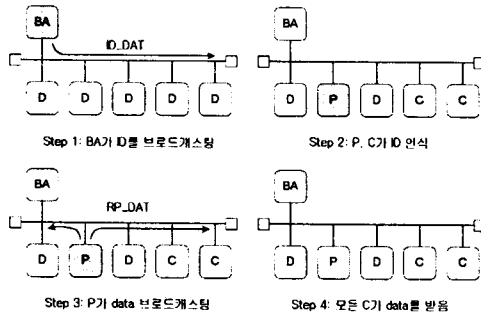 BA
ID_DAT
D D D D D
Step 1: BA가 ID를 브로드캐스팅
BA
D P D C C
Step 2: P, C가 ID 인식
BA
RP_DAT
D P D C C
Step 3: P가 data 브로드캐스팅
BA
D P D C C
Step 4: 모든 C가 data를 받음